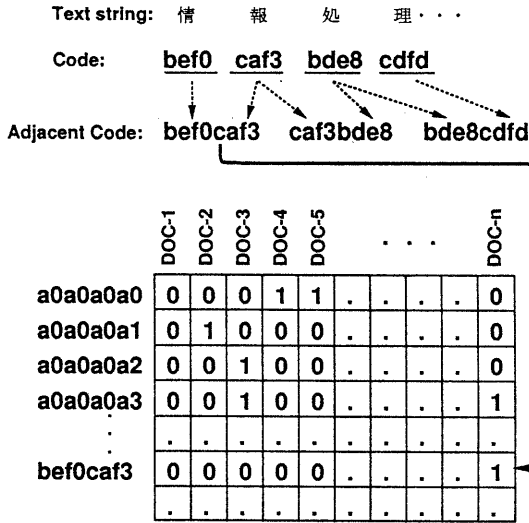 Text string: 情 報 処 理 · · ·
Code: bef0 caf3 bde8 cdfd
Adjacent Code: bef0caf3 caf3bde8 bde8cdfd
DOC-1 DOC-2 DOC-3 DOC-4 DOC-5 · · · DOC-n
a0a0a0a0 0 0 0 1 1 . . . . 0
a0a0a0a1 0 1 0 0 0 . . . . 0
a0a0a0a2 0 0 1 0 0 . . . . 0
a0a0a0a3 0 0 1 0 0 . . . . 1
: . . . . . . . . . .
bef0caf3 0 0 0 0 0 . . . . 1
. . . . . . . . . .